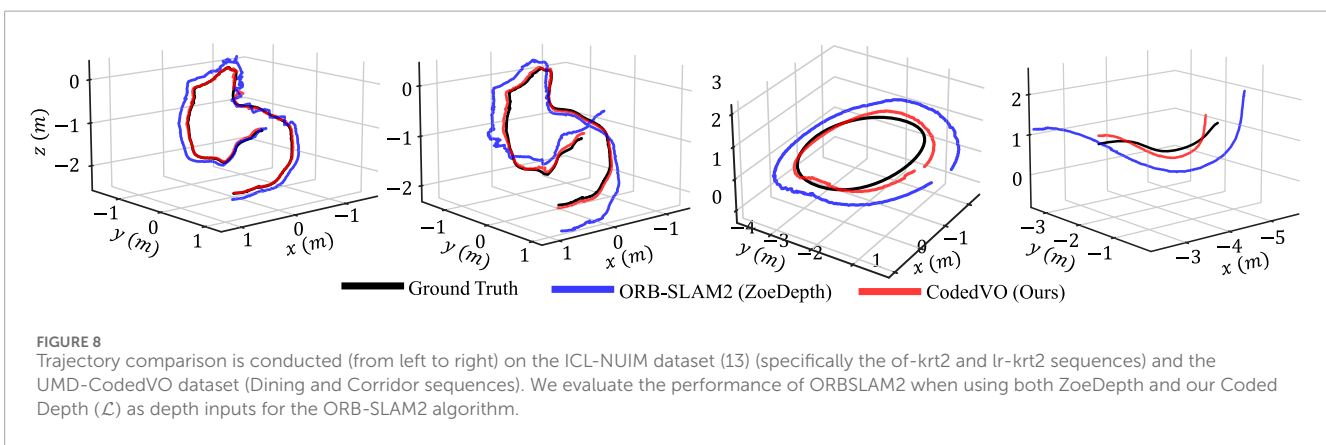 0
−1
−2
z (m)
−1
0
1
y (m)
1
0
−1
x (m)
0
−1
−2
−1
0
1
y (m)
1
0
−1
x (m)
3
2
1
0
−4
−3
−2
1
y (m)
0
−1
x (m)
2
1
0
−3
−2
−1
y (m)
−3
−4
−5
x (m)
Ground Truth
ORB-SLAM2 (ZoeDepth)
CodedVO (Ours)
FIGURE 8
Trajectory comparison is conducted (from left to right) on the ICL-NUIM dataset (13) (specifically the of-krt2 and lr-krt2 sequences) and the
UMD-CodedVO dataset (Dining and Corridor sequences). We evaluate the performance of ORBSLAM2 when using both ZoeDepth and our Coded
Depth (ℒ) as depth inputs for the ORB-SLAM2 algorithm.